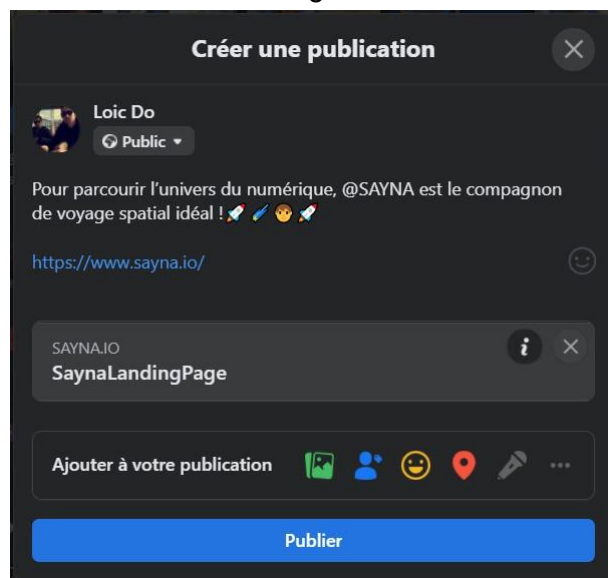 Créer une publication
Loic Do
Public
Pour parcourir l'univers du numérique, @SAYNA est le compagnon
de voyage spatial idéal !
https://www.sayna.io/
SAYNA.IO
SaynaLandingPage
Ajouter à votre publication
Publier